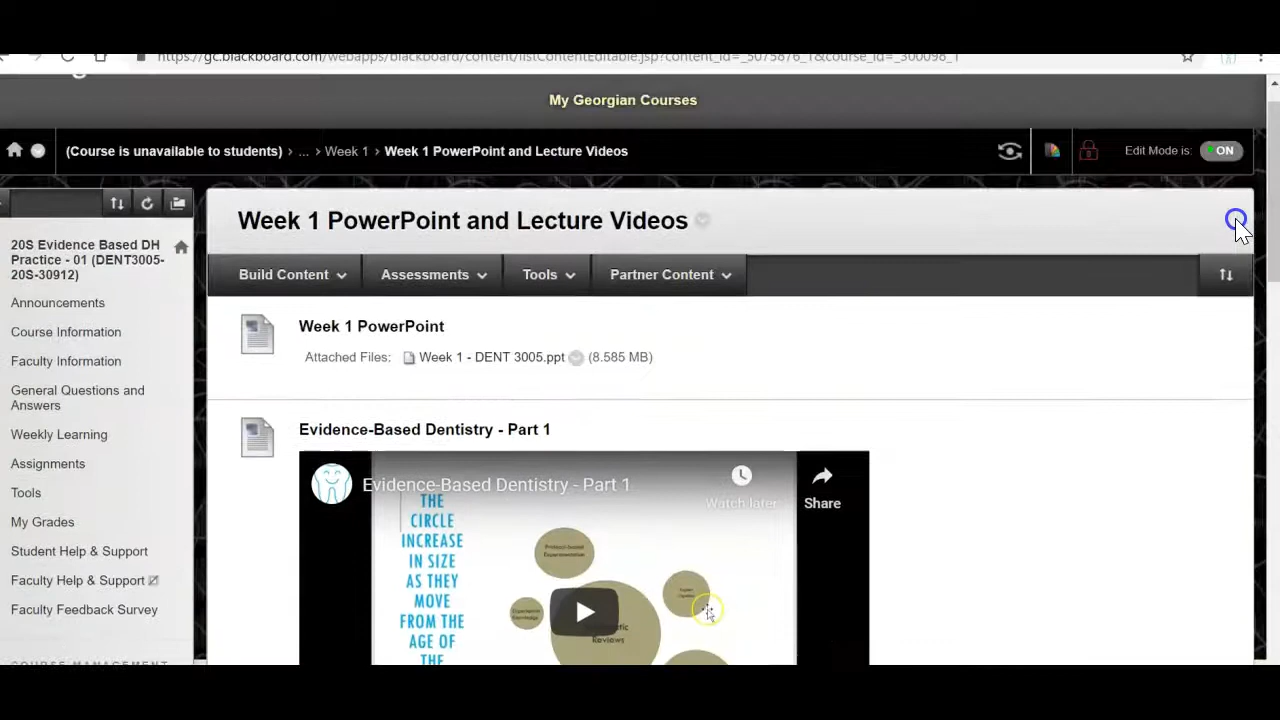 https://gc.blackboard.com/webapps/blackboard/content/listContentEditable.jsp?content_id=_5075876_1&course_id=_300098_1
My Georgian Courses
(Course is unavailable to students) › ... › Week 1 › Week 1 PowerPoint and Lecture Videos
Edit Mode is: ON
20S Evidence Based DH
Practice - 01 (DENT3005-
20S-30912)
Announcements
Course Information
Faculty Information
General Questions and
Answers
Weekly Learning
Assignments
Tools
My Grades
Student Help & Support
Faculty Help & Support
Faculty Feedback Survey
COURSE MANAGEMENT
Week 1 PowerPoint and Lecture Videos
Build Content
Assessments
Tools
Partner Content
Week 1 PowerPoint
Attached Files: Week 1 - DENT 3005.ppt (8.585 MB)
Evidence-Based Dentistry - Part 1
Evidence-Based Dentistry - Part 1
Watch later
Share
THE
CIRCLE
INCREASE
IN SIZE
AS THEY
MOVE
FROM THE
AGE OF
THE
Reviews